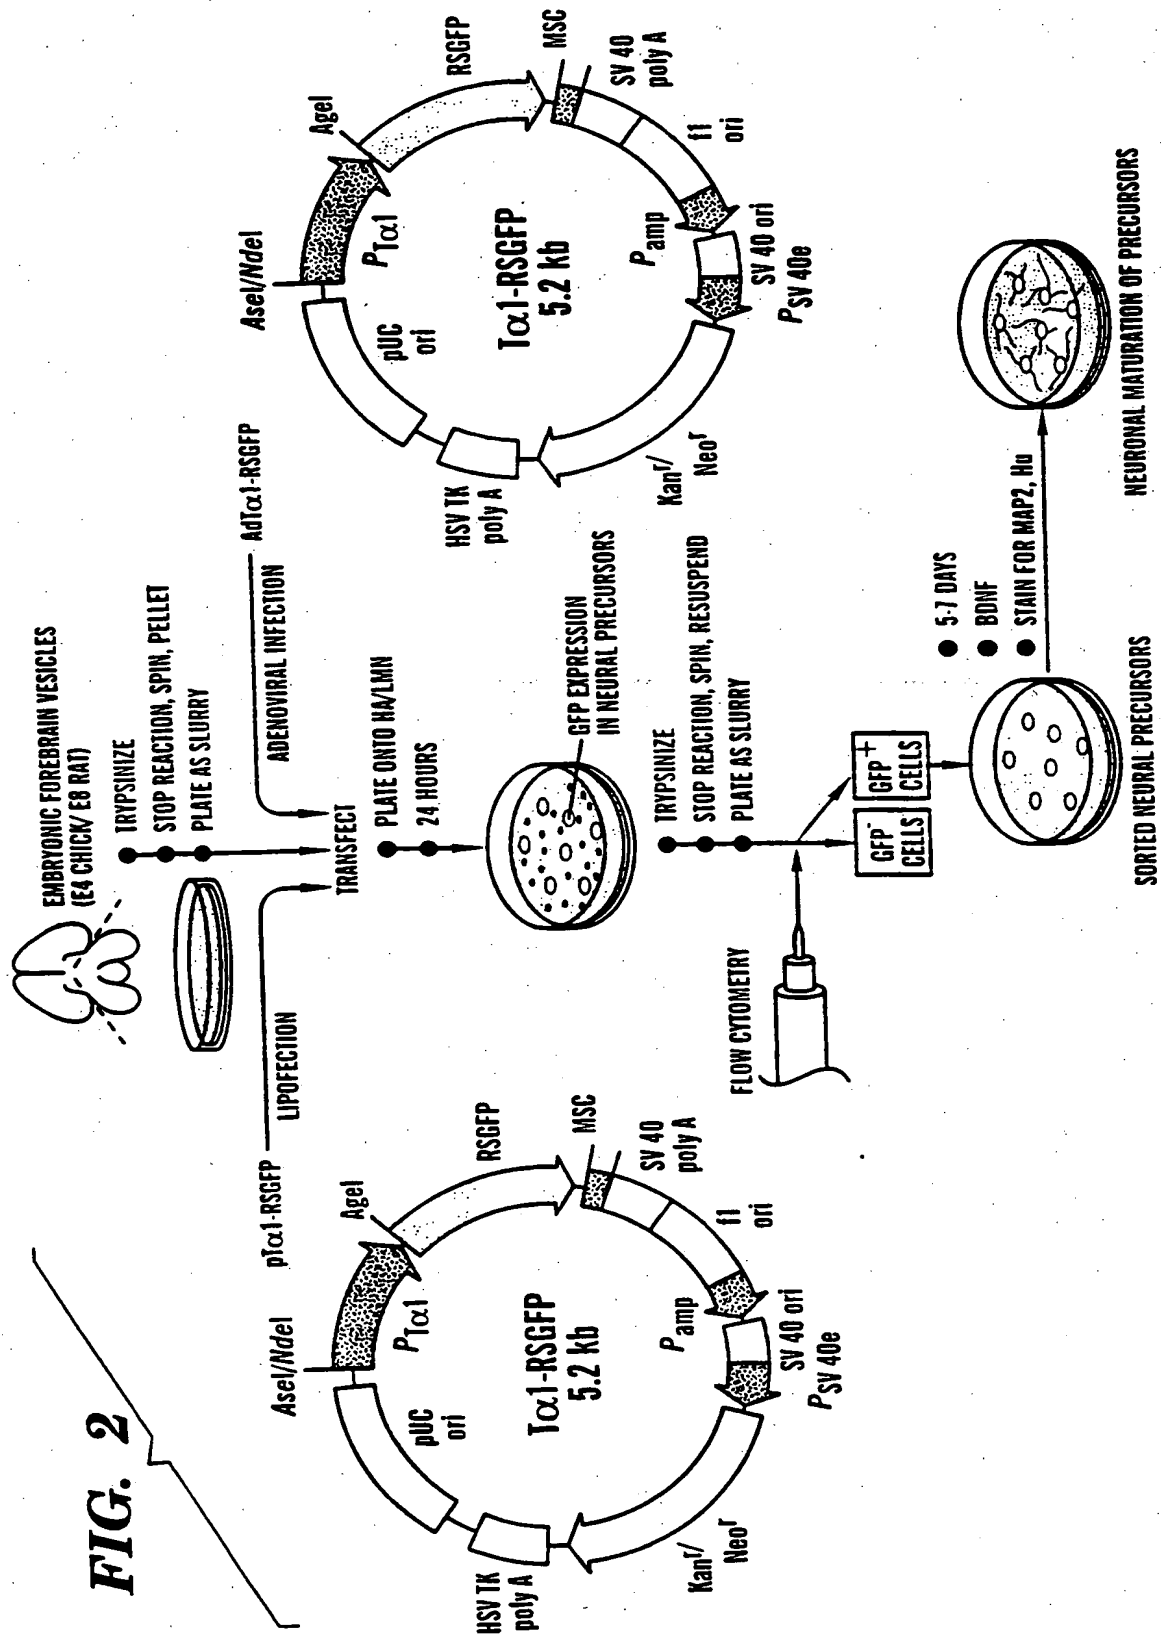 FIG. 2
EMBRYONIC FOREBRAIN VESICLES
(E4 CHICK/ E8 RAT)
TRYPSINIZE
STOP REACTION, SPIN, PELLET
PLATE AS SLURRY
pTα1-RSGFP
LIPOFECTION
AdTα1-RSGFP
ADENOVIRAL INFECTION
TRANSFECT
PLATE ONTO HA/LMN
24 HOURS
GFP EXPRESSION
IN NEURAL PRECURSORS
TRYPSINIZE
STOP REACTION, SPIN, RESUSPEND
PLATE AS SLURRY
FLOW CYTOMETRY
GFP-
CELLS
GFP+
CELLS
SORTED NEURAL PRECURSORS
5-7 DAYS
BDNF
STAIN FOR MAP2, Hu
NEURONAL MATURATION OF PRECURSORS
AseI/NdeI
PTα1
AgeI
RSGFP
MSC
SV 40
poly A
f1
ori
Pamp
SV 40 ori
PSV 40e
Kanr/
Neor
HSV TK
poly A
pUC
ori
Tα1-RSGFP
5.2 kb
AseI/NdeI
PTα1
AgeI
RSGFP
MSC
SV 40
poly A
f1
ori
Pamp
SV 40 ori
PSV 40e
Kanr/
Neor
HSV TK
poly A
pUC
ori
Tα1-RSGFP
5.2 kb